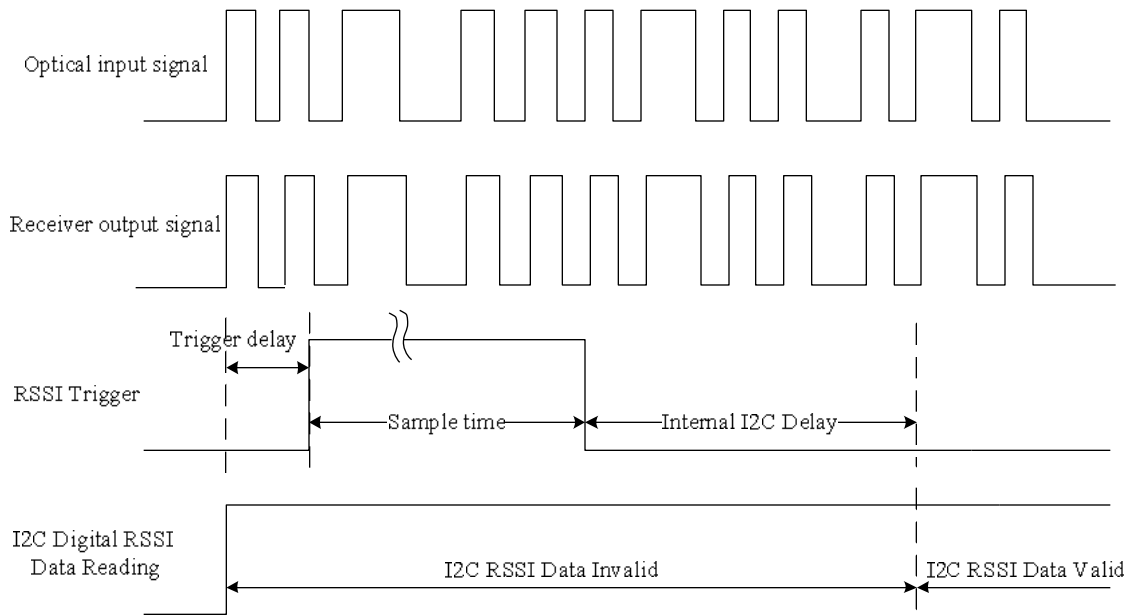 Optical input signal
Receiver output signal
Trigger delay
RSSI Trigger
Sample time
Internal I2C Delay
I2C Digital RSSI
Data Reading
I2C RSSI Data Invalid
I2C RSSI Data Valid